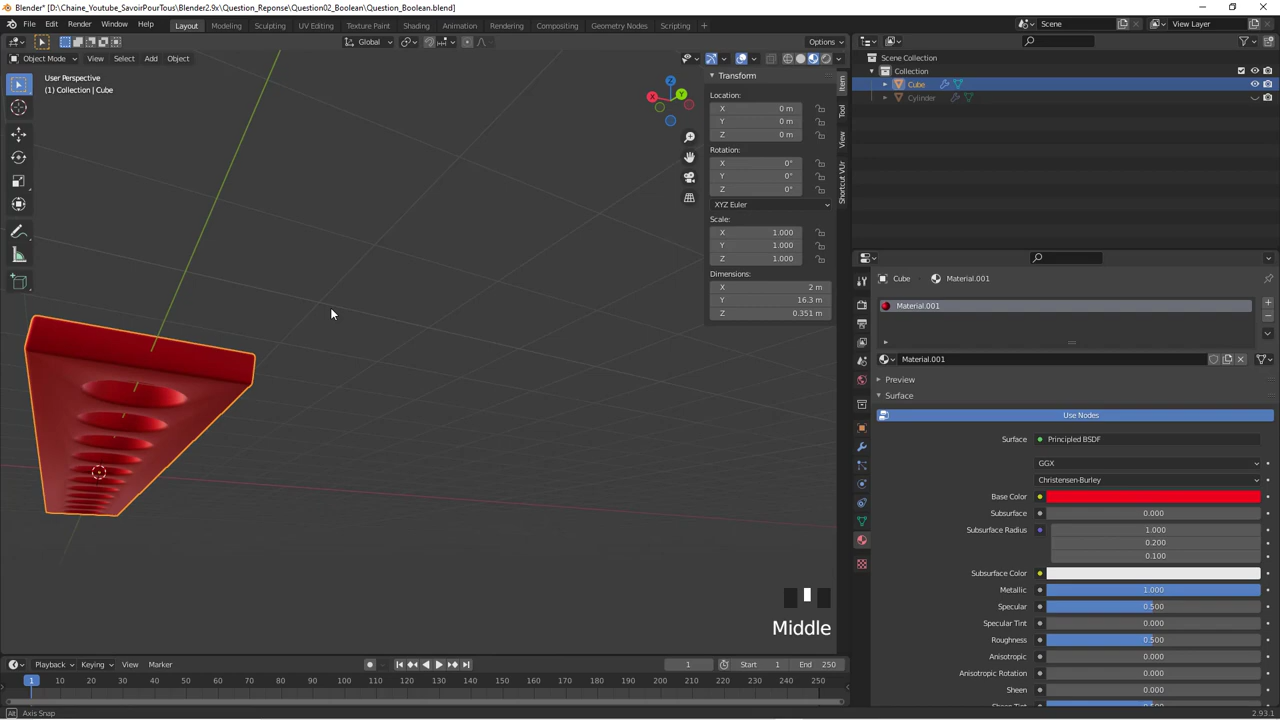 Blender* [D:\Chaine_Youtube_SavoirPourTous\Blender2.9x\Question_Reponse\Question02_Boolean\Question_Boolean.blend]
File Edit Render Window Help Layout Modeling Sculpting UV Editing Texture Paint Shading Animation Rendering Compositing Geometry Nodes Scripting Scene View Layer
Global Options
Object Mode View Select Add Object
User Perspective
(1) Collection | Cube
Z
Y
X
Item
Tool
View
Shortcut VUr
Transform
Location:
X 0 m
Y 0 m
Z 0 m
Rotation:
X 0°
Y 0°
Z 0°
XYZ Euler
Scale:
X 1.000
Y 1.000
Z 1.000
Dimensions:
X 2 m
Y 16.3 m
Z 0.351 m
Scene Collection
Collection
Cube
Cylinder
Cube Material.001
Material.001
Material.001
Preview
Surface
Use Nodes
Surface Principled BSDF
GGX
Christensen-Burley
Base Color
Subsurface 0.000
Subsurface Radius 1.000
0.200
0.100
Subsurface Color
Metallic 1.000
Specular 0.500
Specular Tint 0.000
Roughness 0.500
Anisotropic 0.000
Anisotropic Rotation 0.000
Sheen 0.000
Middle
Playback Keying View Marker 1 Start 1 End 250
1 10 20 30 40 50 60 70 80 90 100 110 120 130 140 150 160 170 180 190 200 210 220 230 240 250
Alt Axis Snap 2.93.1